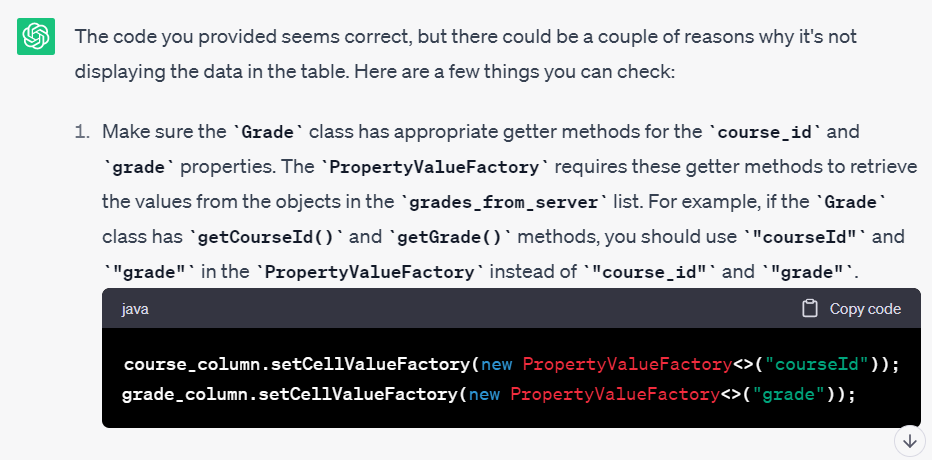 The code you provided seems correct, but there could be a couple of reasons why it's not
displaying the data in the table. Here are a few things you can check:
1. Make sure the `Grade` class has appropriate getter methods for the `course_id` and
`grade` properties. The `PropertyValueFactory` requires these getter methods to retrieve
the values from the objects in the `grades_from_server` list. For example, if the `Grade`
class has `getCourseId()` and `getGrade()` methods, you should use `"courseId"` and
`"grade"` in the `PropertyValueFactory` instead of `"course_id"` and `"grade"`.
java Copy code
course_column.setCellValueFactory(new PropertyValueFactory<>("courseId"));
grade_column.setCellValueFactory(new PropertyValueFactory<>("grade"));